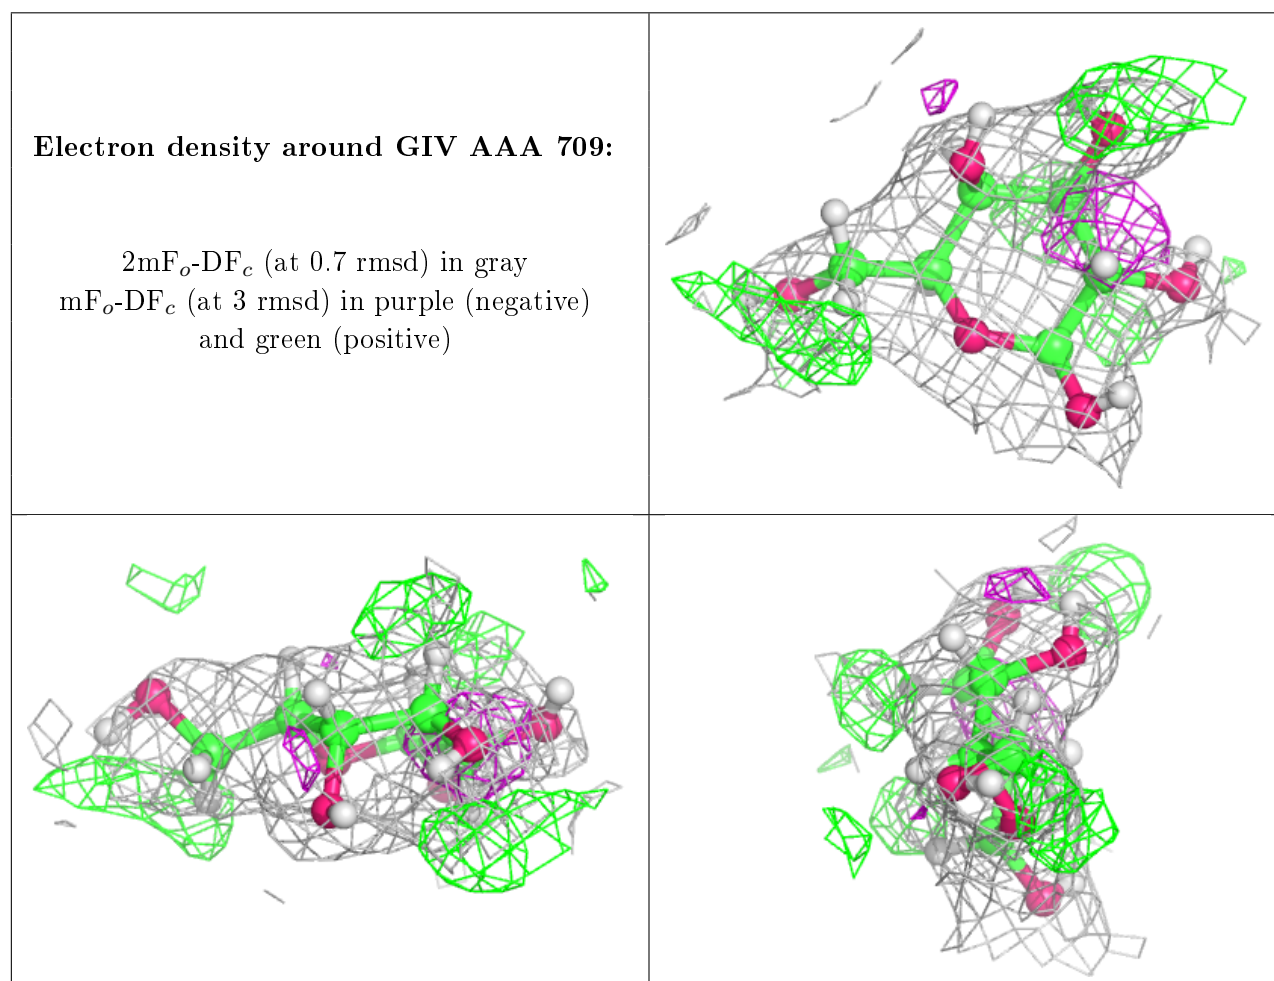 Electron density around GIV AAA 709:
2mFo-DFc (at 0.7 rmsd) in gray
mFo-DFc (at 3 rmsd) in purple (negative)
and green (positive)